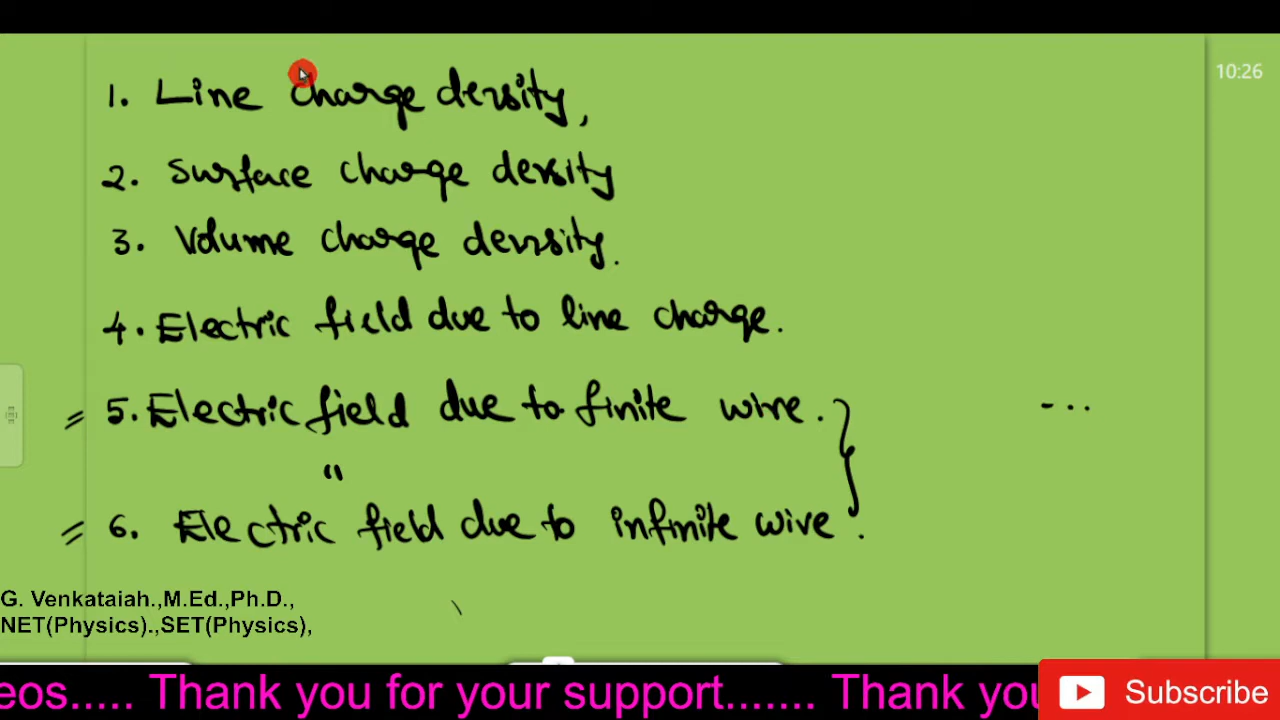 10:26
1. Line charge density,
2. Surface charge density
3. Volume charge density.
4. Electric field due to line charge.
= 5. Electric field due to finite wire. - . .
"
= 6. Electric field due to infinite wire.
G. Venkataiah.,M.Ed.,Ph.D.,
NET(Physics).,SET(Physics),
eos..... Thank you for your support....... Thank you
Subscribe